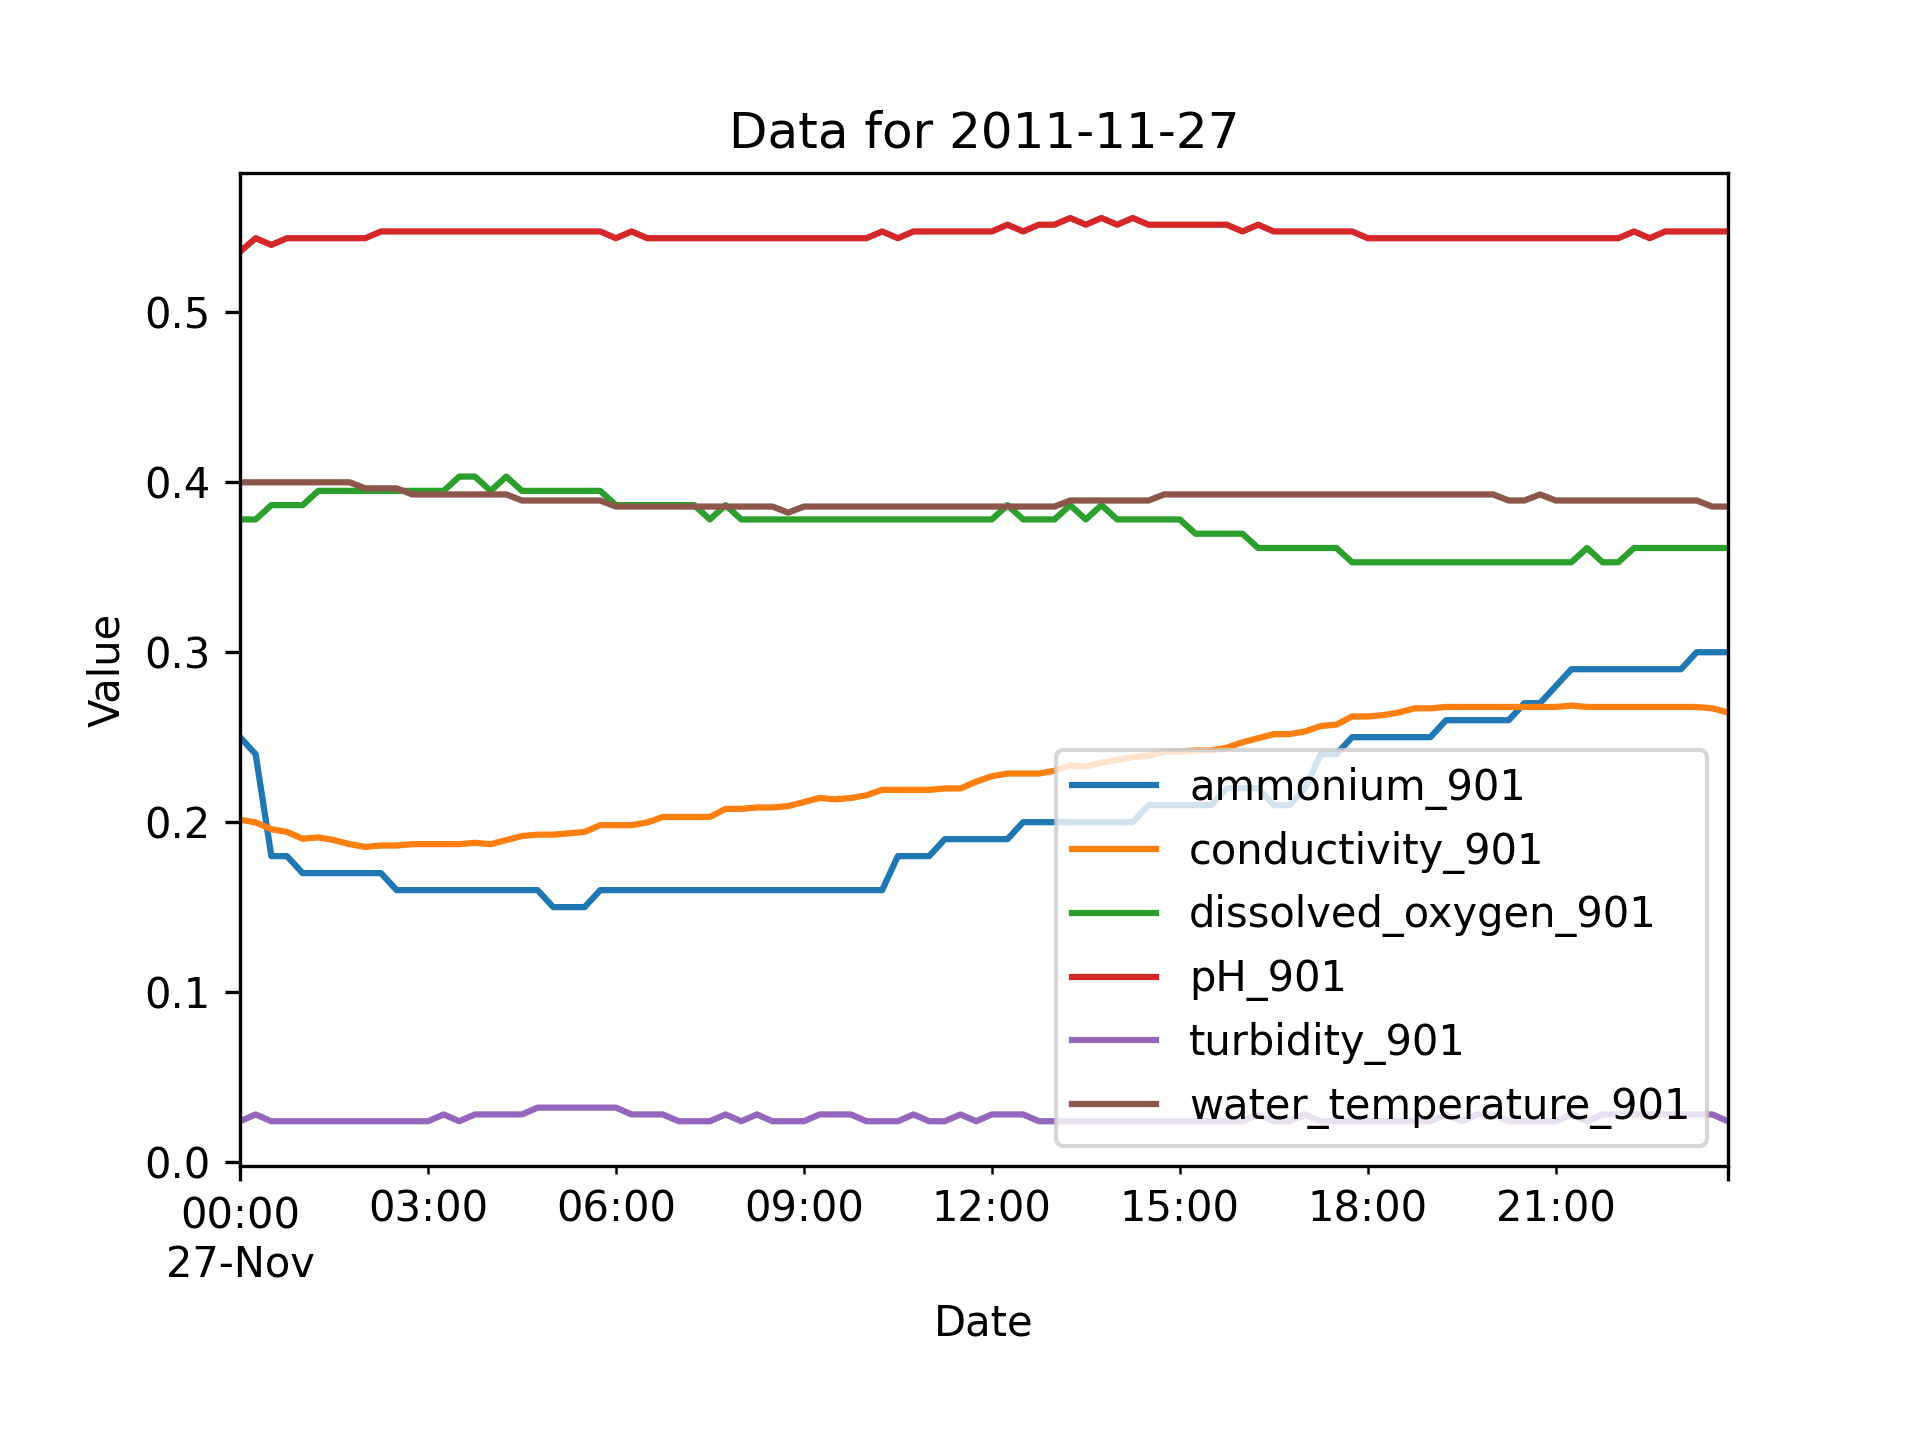 Data for 2011-11-27
Value
0.5
0.4
0.3
0.2
0.1
0.0
ammonium_901
conductivity_901
dissolved_oxygen_901
pH_901
turbidity_901
water_temperature_901
00:00 03:00 06:00 09:00 12:00 15:00 18:00 21:00
27-Nov
Date